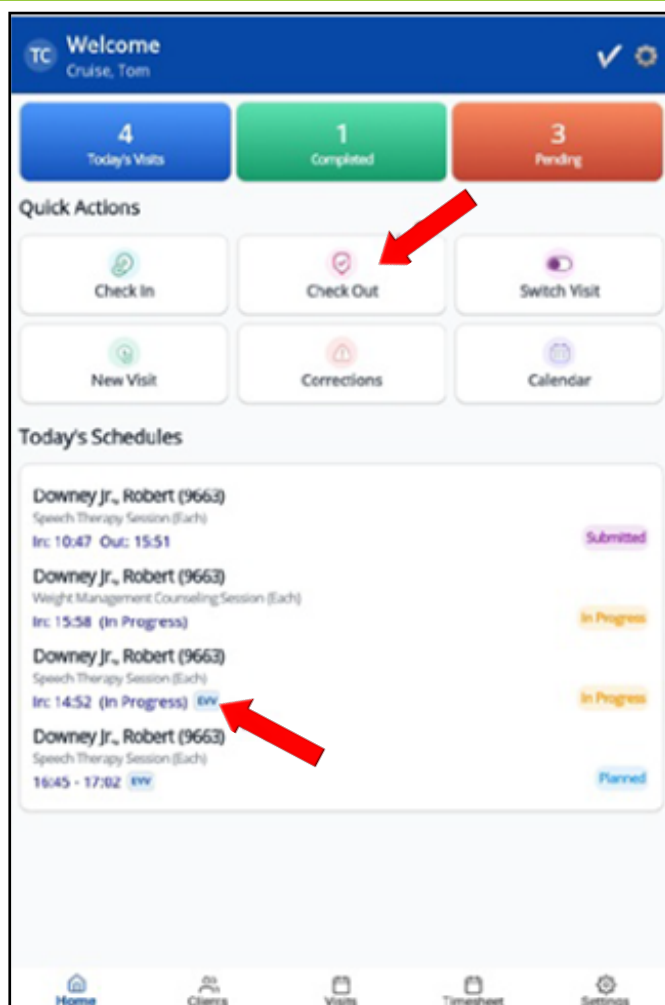 TC
Welcome
Cruise, Tom
4
Today's Visits
1
Completed
3
Pending
Quick Actions
Check In
Check Out
Switch Visit
New Visit
Corrections
Calendar
Today's Schedules
Downey Jr., Robert (9663)
Speech Therapy Session (Each)
In: 10:47 Out: 15:51
Submitted
Downey Jr., Robert (9663)
Weight Management Counseling Session (Each)
In: 15:58 (In Progress)
In Progress
Downey Jr., Robert (9663)
Speech Therapy Session (Each)
In: 14:52 (In Progress) EVV
In Progress
Downey Jr., Robert (9663)
Speech Therapy Session (Each)
16:45 - 17:02 EVV
Planned
Home
Clients
Visits
Timesheet
Settings